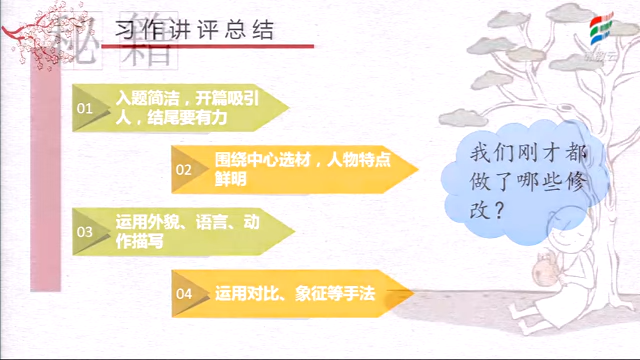 秘籍
习作讲评总结
01
入题简洁，开篇吸引
人，结尾要有力
02
围绕中心选材，人物特点
鲜明
03
运用外貌、语言、动
作描写
04
运用对比、象征等手法
我们刚才都
做了哪些修
改？